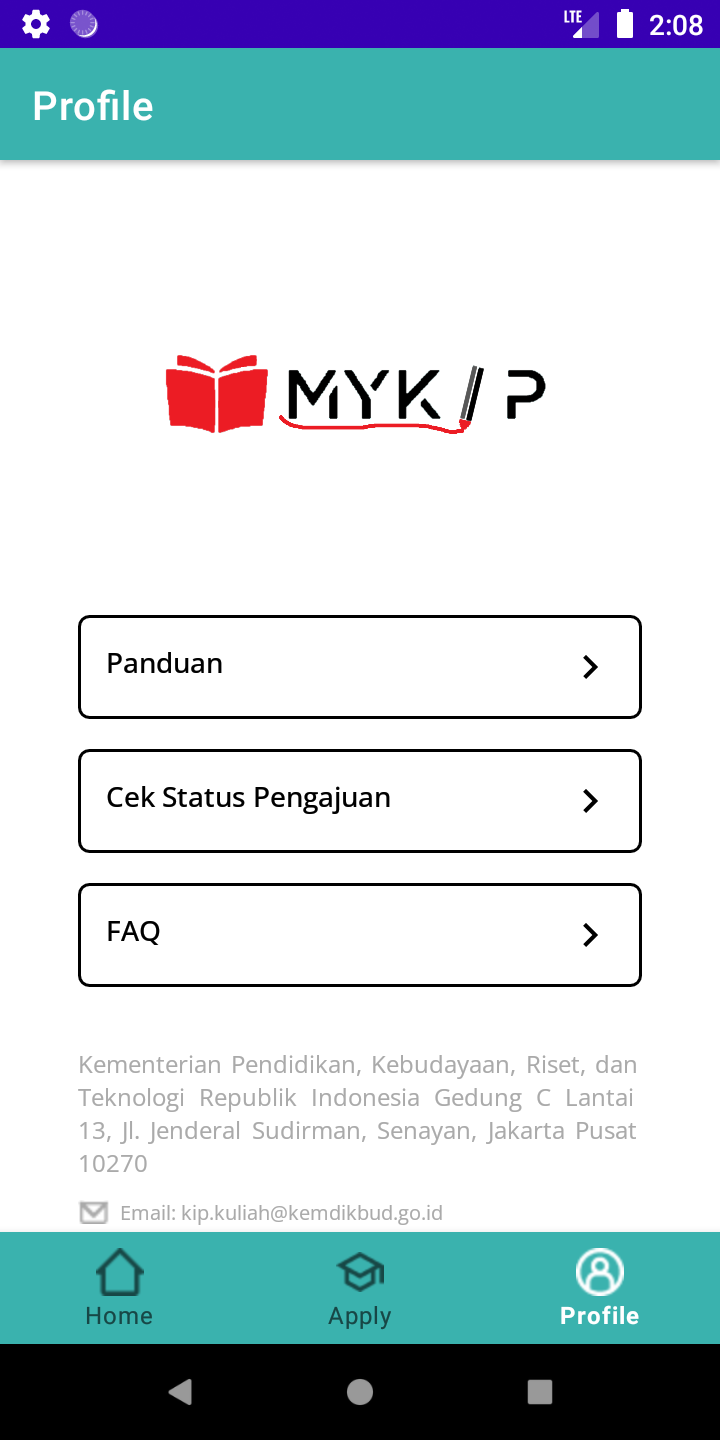 LTE 2:08
Profile
MYKIP
Panduan
Cek Status Pengajuan
FAQ
Kementerian Pendidikan, Kebudayaan, Riset, dan
Teknologi Republik Indonesia Gedung C Lantai
13, Jl. Jenderal Sudirman, Senayan, Jakarta Pusat
10270
Email: kip.kuliah@kemdikbud.go.id
Home Apply Profile